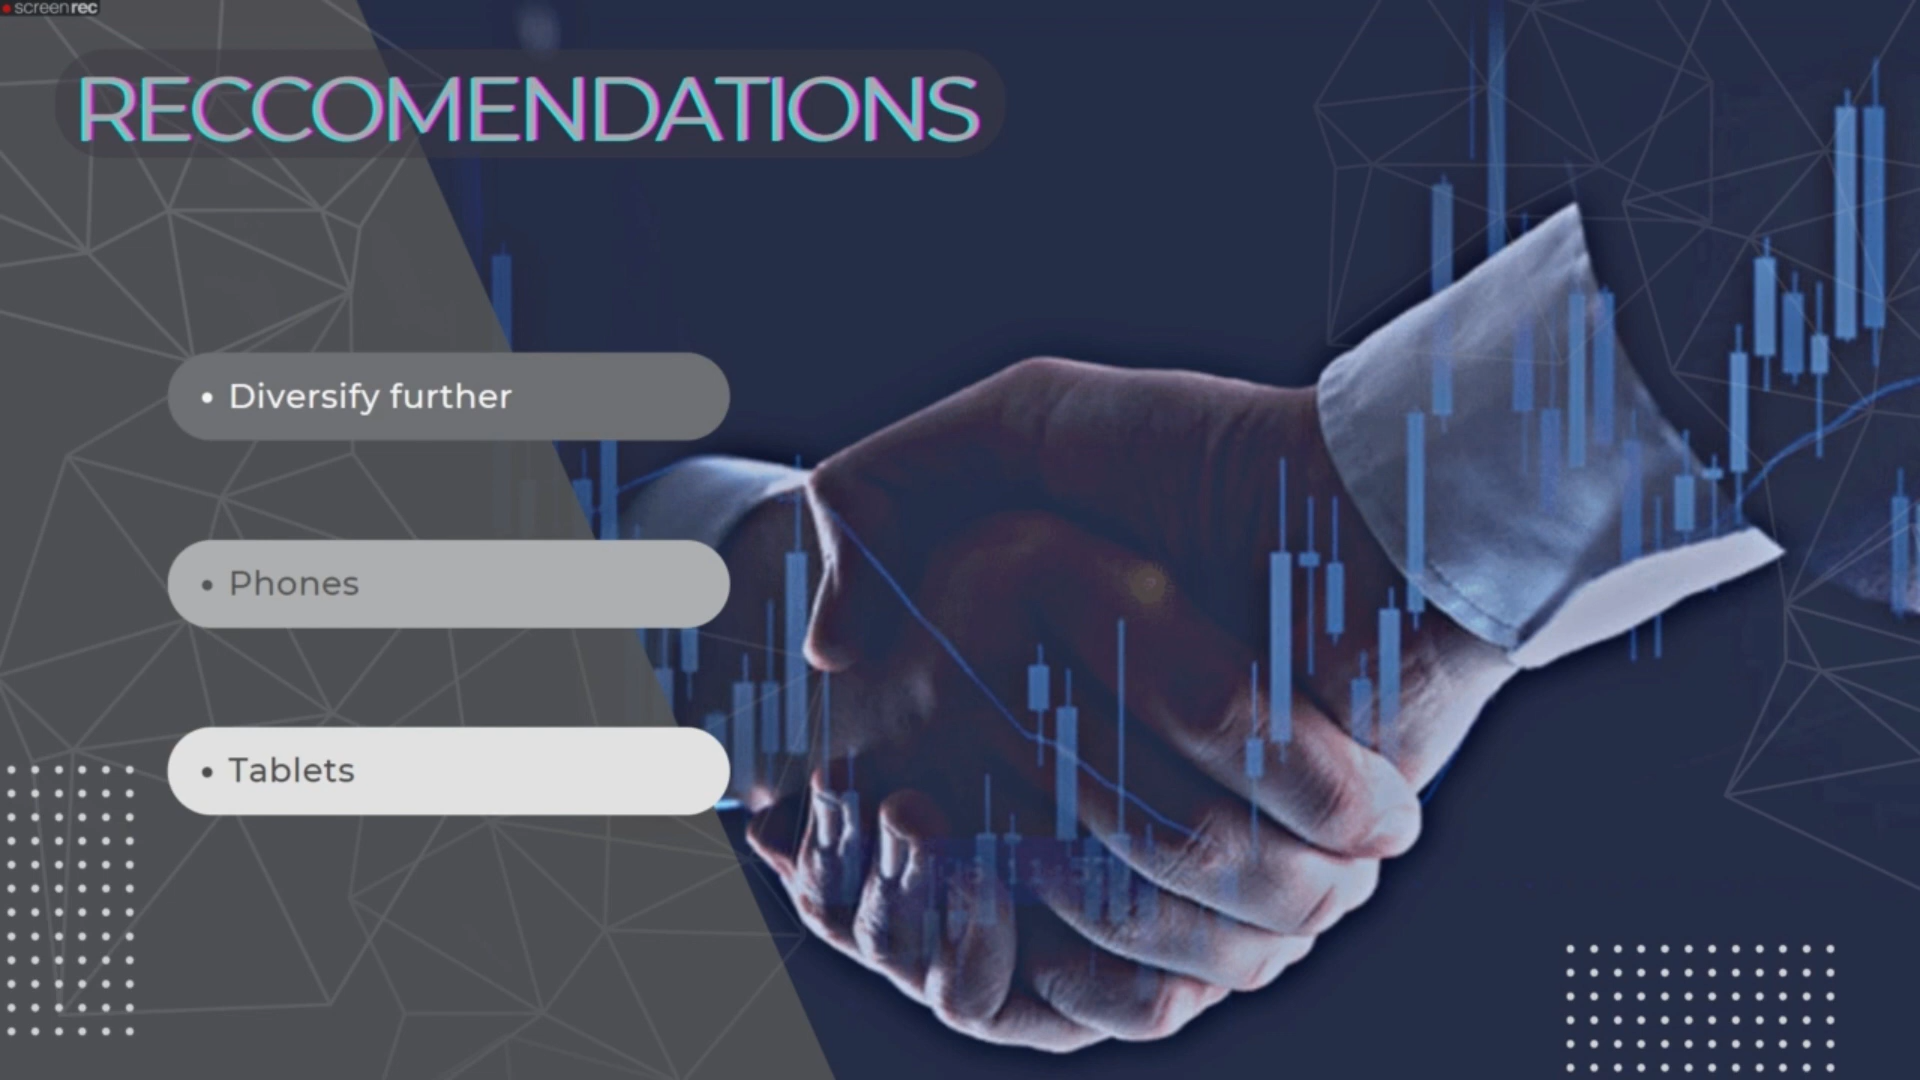 screenrec
RECCOMENDATIONS
• Diversify further
• Phones
• Tablets